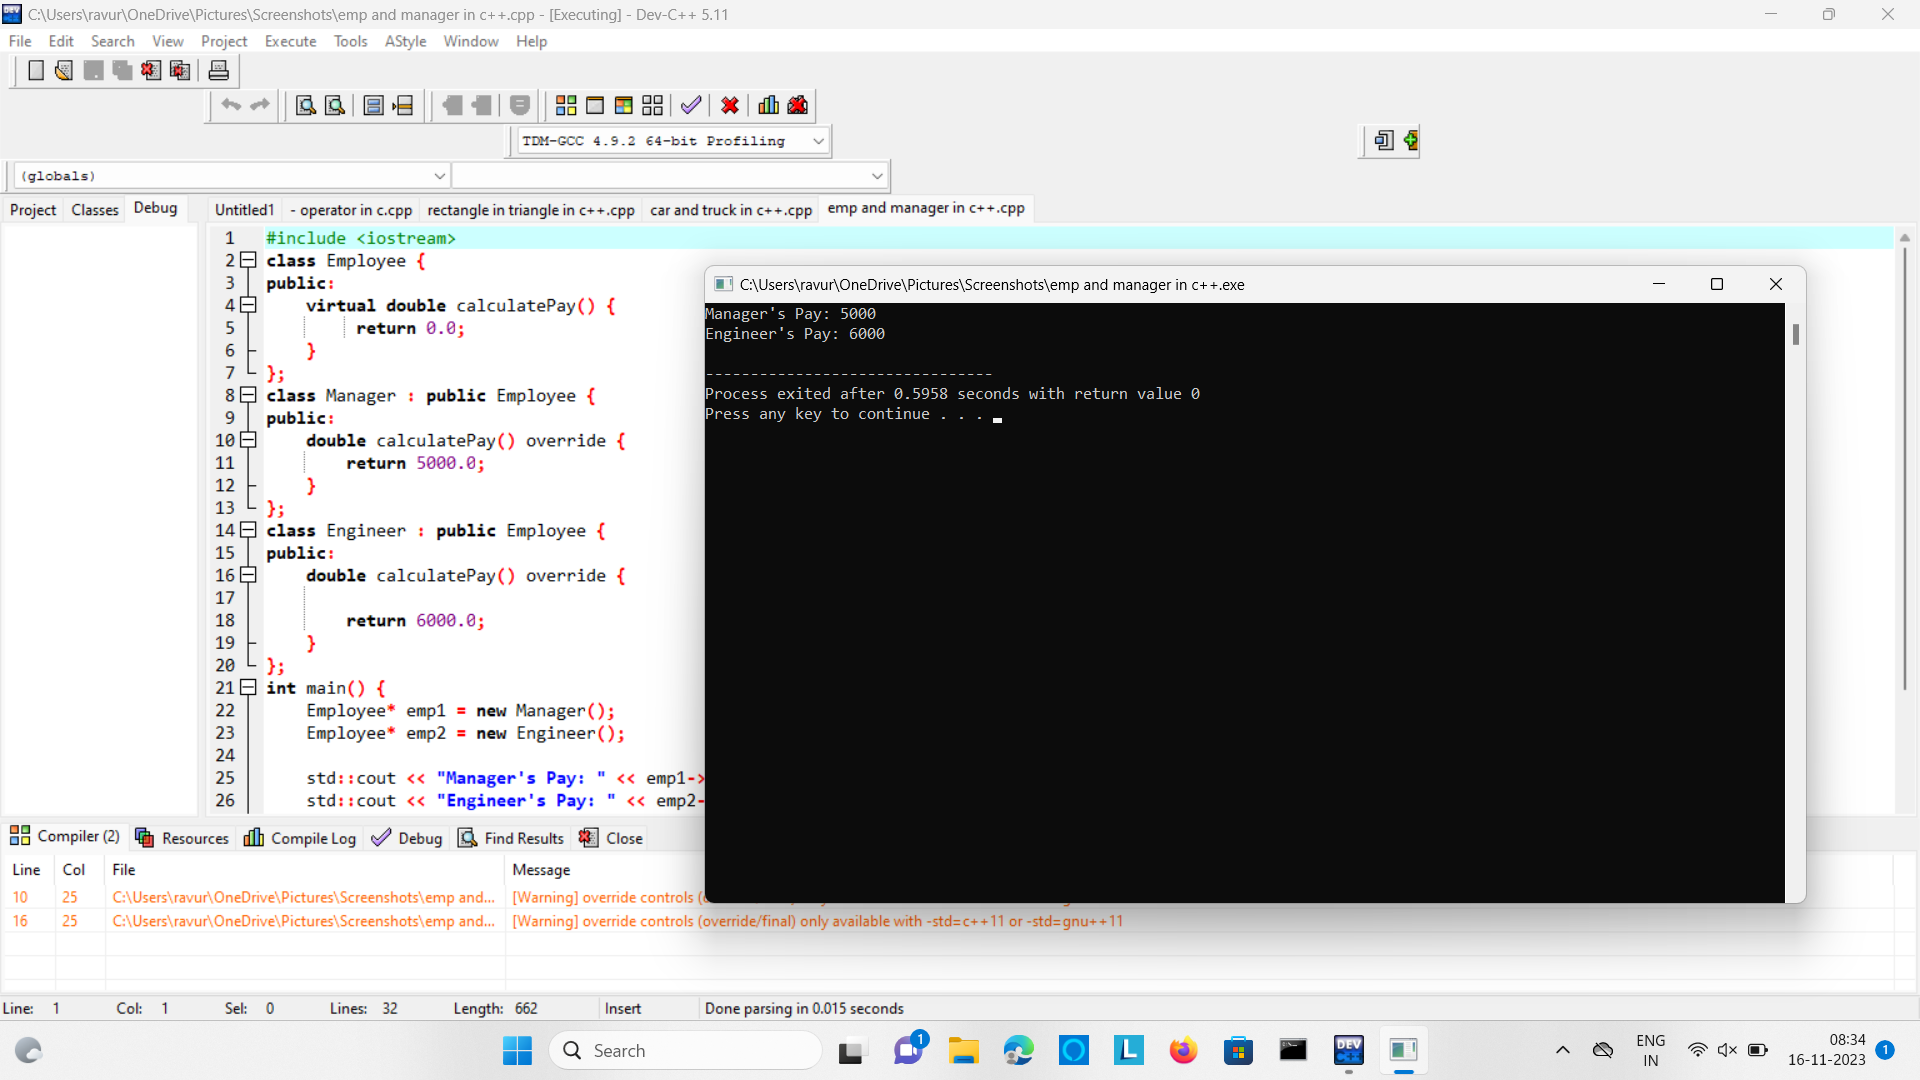 C:\Users\ravur\OneDrive\Pictures\Screenshots\emp and manager in c++.cpp - [Executing] - Dev-C++ 5.11
File Edit Search View Project Execute Tools AStyle Window Help
TDM-GCC 4.9.2 64-bit Profiling
(globals)
Project Classes Debug
Untitled1 - operator in c.cpp rectangle in triangle in c++.cpp car and truck in c++.cpp emp and manager in c++.cpp
1 #include <iostream>
2 class Employee {
3 public:
4 virtual double calculatePay() {
5 return 0.0;
6 }
7 };
8 class Manager : public Employee {
9 public:
10 double calculatePay() override {
11 return 5000.0;
12 }
13 };
14 class Engineer : public Employee {
15 public:
16 double calculatePay() override {
17
18 return 6000.0;
19 }
20 };
21 int main() {
22 Employee* emp1 = new Manager();
23 Employee* emp2 = new Engineer();
24
25 std::cout << "Manager's Pay: " << emp1->
26 std::cout << "Engineer's Pay: " << emp2-
C:\Users\ravur\OneDrive\Pictures\Screenshots\emp and manager in c++.exe
Manager's Pay: 5000
Engineer's Pay: 6000
--------------------------------
Process exited after 0.5958 seconds with return value 0
Press any key to continue . . .
Compiler (2) Resources Compile Log Debug Find Results Close
Line Col File Message
10 25 C:\Users\ravur\OneDrive\Pictures\Screenshots\emp and... [Warning] override controls
16 25 C:\Users\ravur\OneDrive\Pictures\Screenshots\emp and... [Warning] override controls (override/final) only available with -std=c++11 or -std=gnu++11
Line: 1 Col: 1 Sel: 0 Lines: 32 Length: 662 Insert Done parsing in 0.015 seconds
Search
1
DEV
L
ENG
IN
08:34
16-11-2023
1